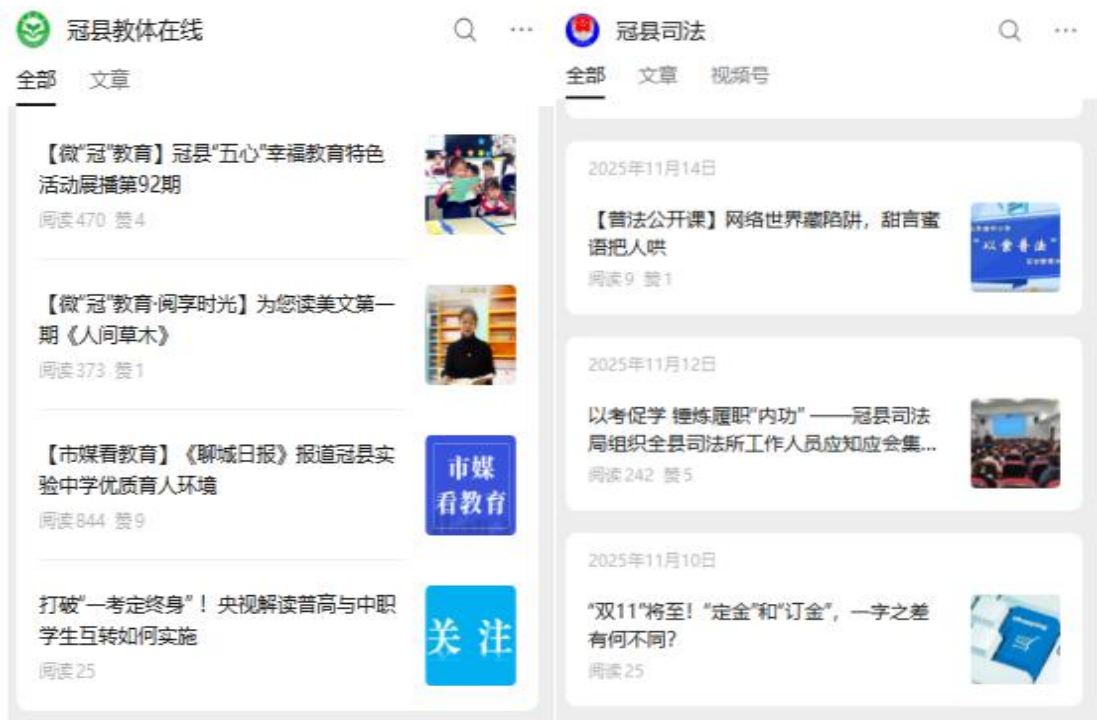 冠县教体在线
全部 文章
【微“冠”教育】冠县“五心”幸福教育特色
活动展播第92期
阅读470 赞4
【微“冠”教育·阅享时光】为您读美文第一
期《人间草木》
阅读373 赞1
【市媒看教育】《聊城日报》报道冠县实
验中学优质育人环境
阅读844 赞9
市媒
看教育
打破“一考定终身”！央视解读普高与中职
学生互转如何实施
阅读25
关注
冠县司法
全部 文章 视频号
2025年11月14日
【普法公开课】网络世界藏陷阱，甜言蜜
语把人哄
阅读9 赞1
“以案普法”
2025年11月12日
以考促学 锤炼履职“内功” ——冠县司法
局组织全县司法所工作人员应知应会集...
阅读242 赞5
2025年11月10日
“双11”将至！“定金”和“订金”，一字之差
有何不同？
阅读25